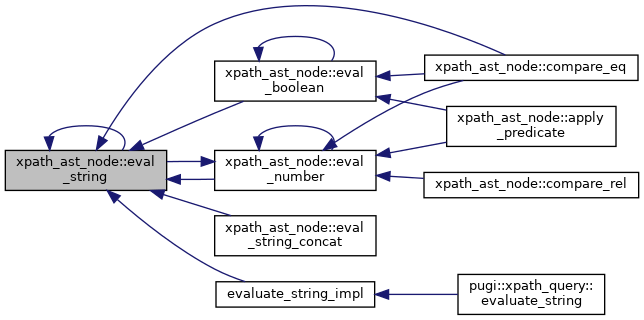 xpath_ast_node::eval
_string
xpath_ast_node::eval
_boolean
xpath_ast_node::eval
_number
xpath_ast_node::eval
_string_concat
evaluate_string_impl
xpath_ast_node::compare_eq
xpath_ast_node::apply
_predicate
xpath_ast_node::compare_rel
pugi::xpath_query::
evaluate_string